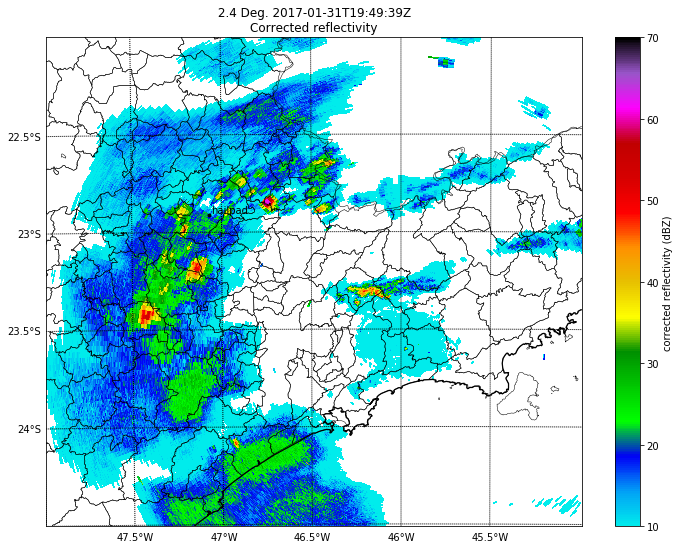 2.4 Deg. 2017-01-31T19:49:39Z
Corrected reflectivity
70
60
50
40
30
20
10
corrected reflectivity (dBZ)
22.5°S
23°S
23.5°S
24°S
47.5°W
47°W
46.5°W
46°W
45.5°W